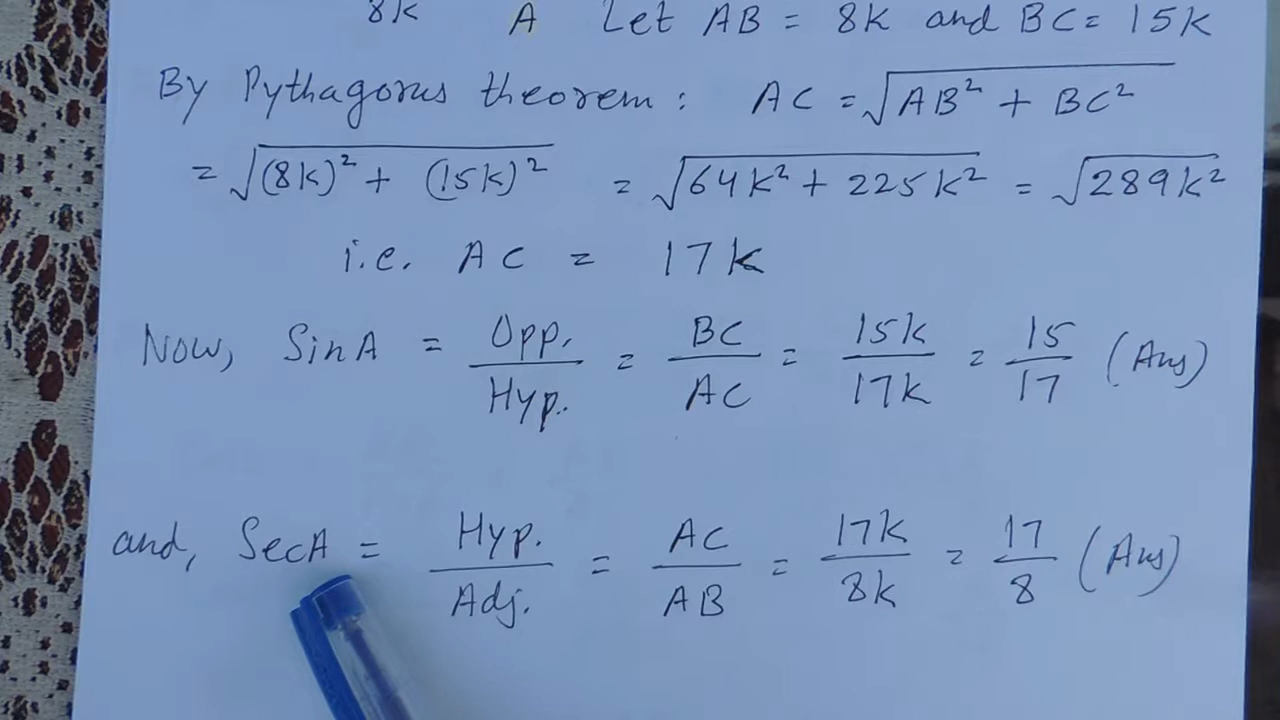 8k A Let AB = 8k and BC = 15k
By Pythagorus theorem : AC = √(AB² + BC²)
= √((8k)² + (15k)²) = √(64k² + 225k²) = √(289k²)
i.e. AC = 17k
Now, SinA = Opp./Hyp. = BC/AC = 15k/17k = 15/17 (Ans)
and, SecA = Hyp./Adj. = AC/AB = 17k/8k = 17/8 (Ans)